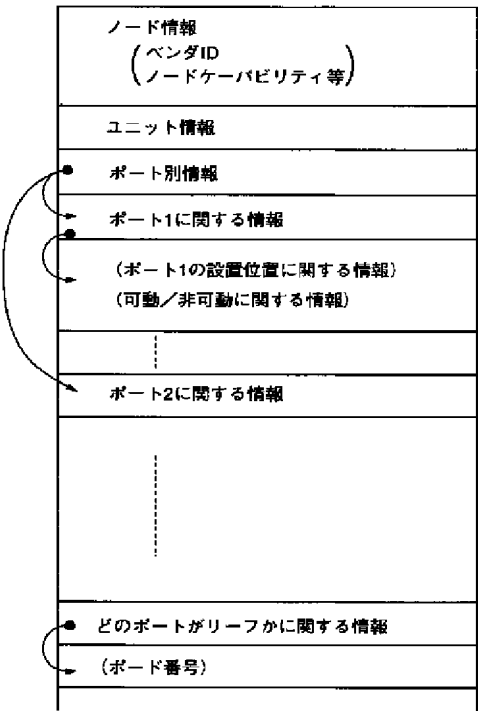 ノード情報
(ベンダID
ノードケーパビリティ等)
ユニット情報
ポート別情報
ポート1に関する情報
(ポート1の設置位置に関する情報)
(可動/非可動に関する情報)
ポート2に関する情報
どのポートがリーフかに関する情報
(ボード番号)